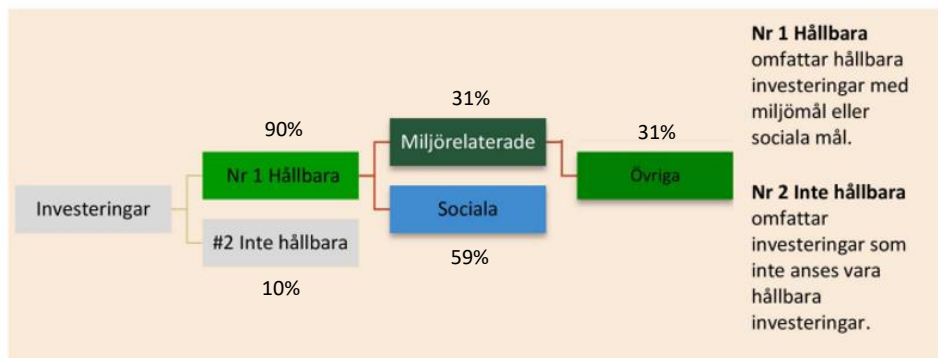 Nr 1 Hållbara
omfattar hållbara
investeringar med
miljömål eller
sociala mål.
31%
90%
31%
Miljörelaterade
Nr 1 Hållbara
Övriga
Investeringar
Sociala
#2 Inte hållbara
59%
10%
Nr 2 Inte hållbara
omfattar
investeringar som
inte anses vara
hållbara
investeringar.